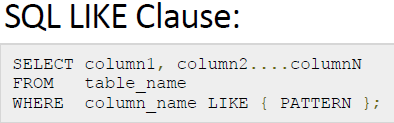 SQL LIKE Clause:
SELECT column1, column2....columnN
FROM   table_name
WHERE  column_name LIKE { PATTERN };